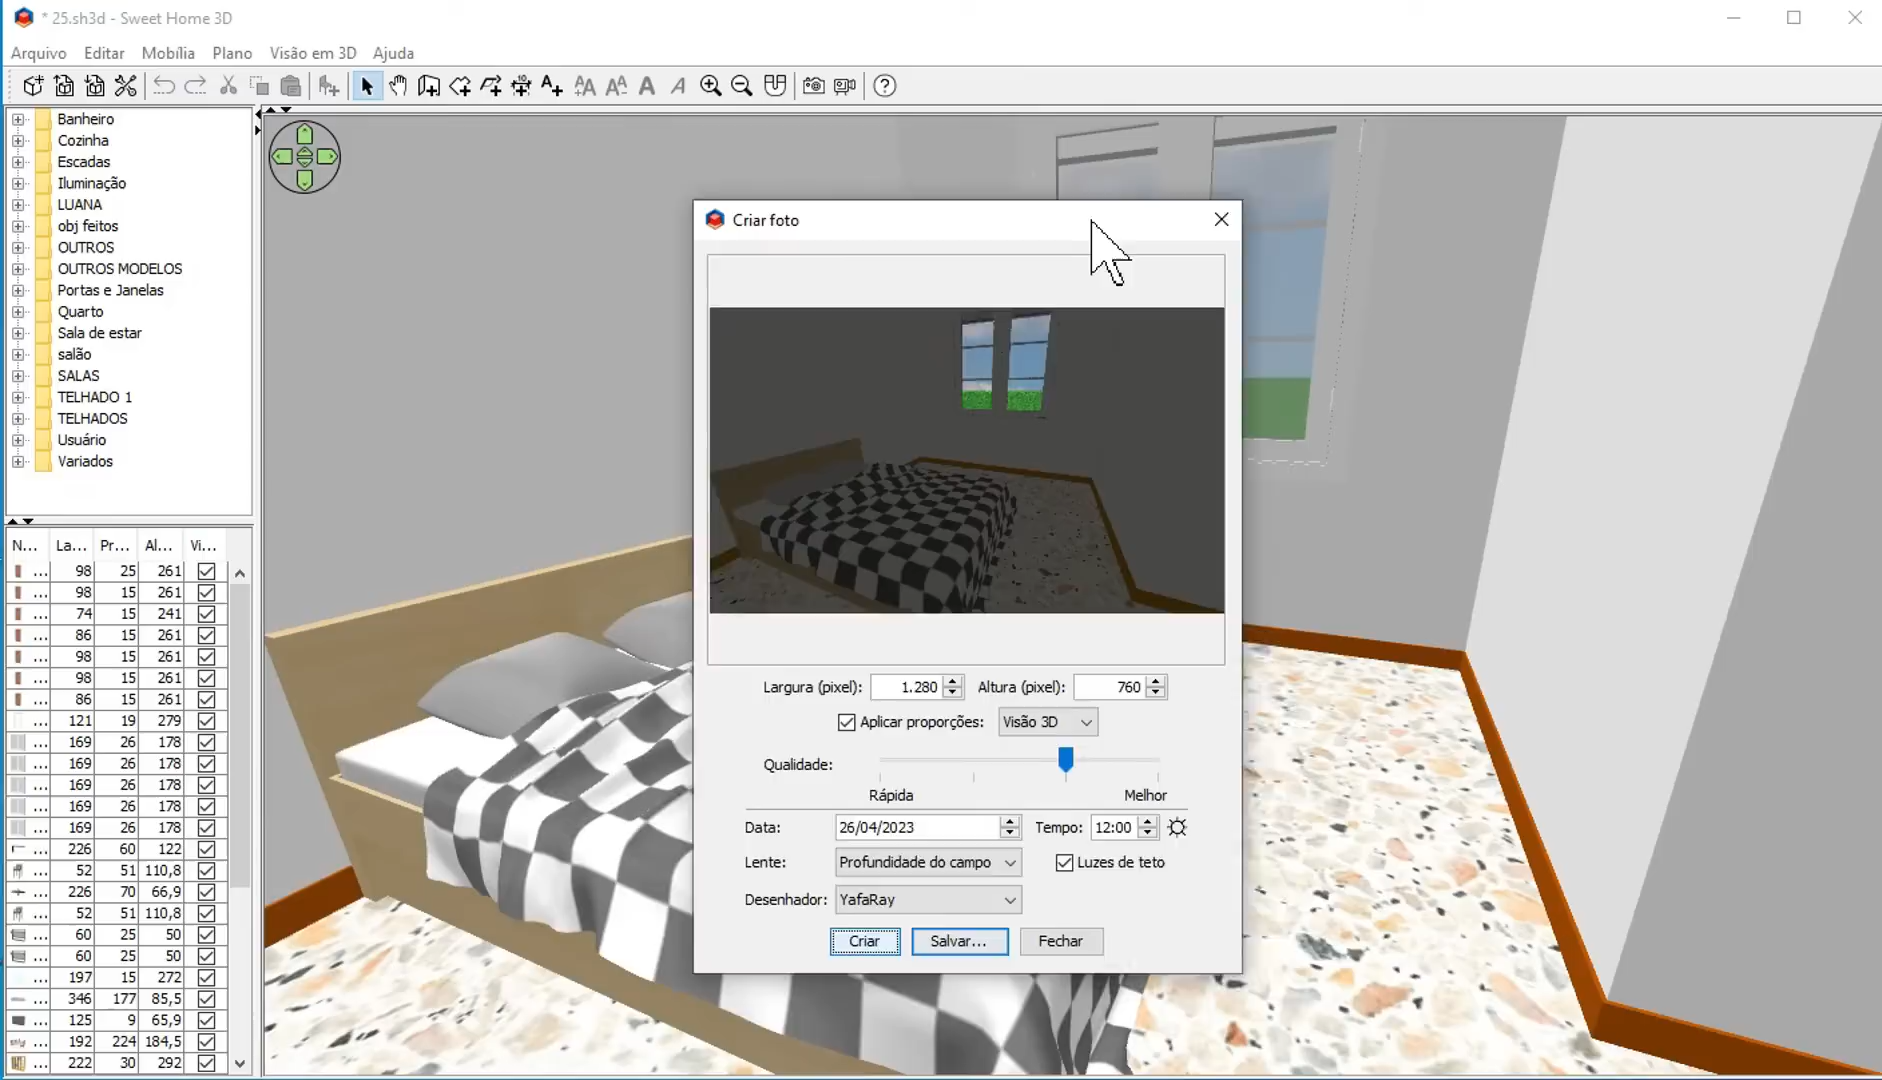 * 25.sh3d - Sweet Home 3D
Arquivo Editar Mobília Plano Visão em 3D Ajuda
Banheiro
Cozinha
Escadas
Iluminação
LUANA
obj feitos
OUTROS
OUTROS MODELOS
Portas e Janelas
Quarto
Sala de estar
salão
SALAS
TELHADO 1
TELHADOS
Usuário
Variados
N... La... Pr... Al... Vi...
... 98 25 261
... 98 15 261
... 74 15 241
... 86 15 261
... 98 15 261
... 98 15 261
... 86 15 261
... 121 19 279
... 169 26 178
... 169 26 178
... 169 26 178
... 169 26 178
... 169 26 178
... 226 60 122
... 52 51 110,8
... 226 70 66,9
... 52 51 110,8
... 60 25 50
... 60 25 50
... 197 15 272
... 346 177 85,5
... 125 9 65,9
... 192 224 184,5
... 222 30 292
Criar foto
Largura (pixel): 1.280 Altura (pixel): 760
Aplicar proporções: Visão 3D
Qualidade:
Rápida Melhor
Data: 26/04/2023 Tempo: 12:00
Lente: Profundidade do campo Luzes de teto
Desenhador: YafaRay
Criar Salvar... Fechar